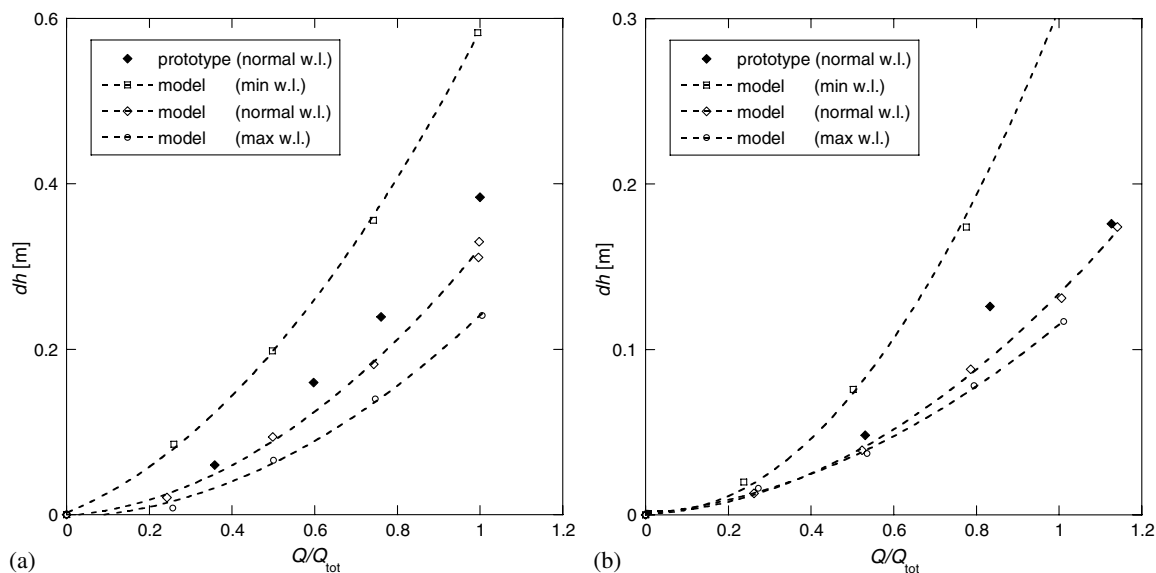 0.6
prototype (normal w.l.)
model (min w.l.)
model (normal w.l.)
model (max w.l.)
0.4
dh [m]
0.2
0
0 0.2 0.4 0.6 0.8 1 1.2
(a)
Q/Qtot
0.3
prototype (normal w.l.)
model (min w.l.)
model (normal w.l.)
model (max w.l.)
0.2
dh [m]
0.1
0
0 0.2 0.4 0.6 0.8 1 1.2
(b)
Q/Qtot